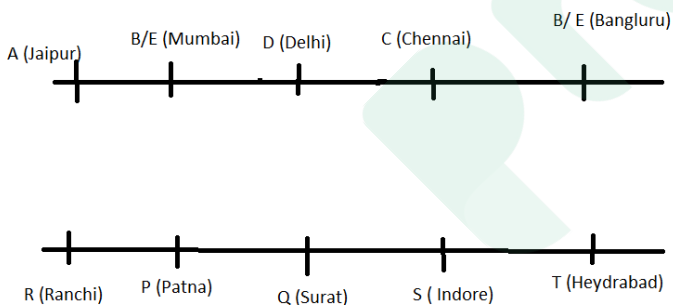 A (Jaipur)
B/E (Mumbai)
D (Delhi)
C (Chennai)
B/ E (Bangluru)
R (Ranchi)
P (Patna)
Q (Surat)
S ( Indore)
T (Heydrabad)